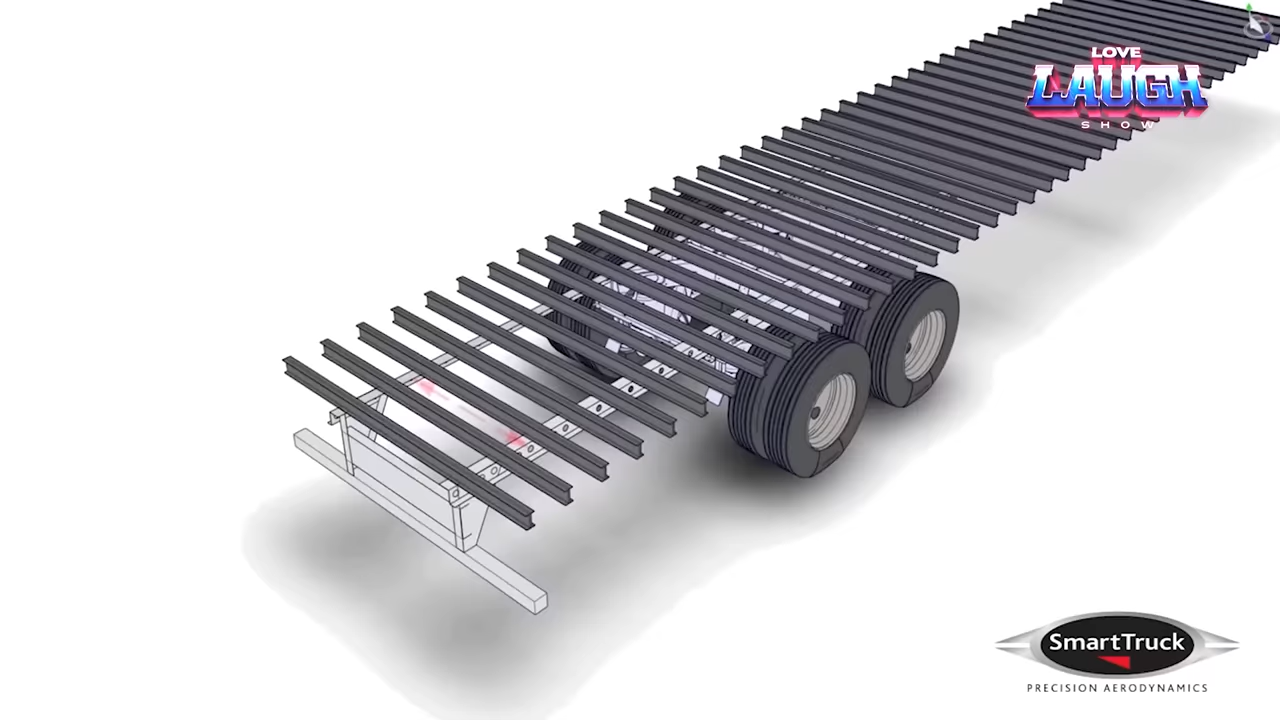 LOVE
LAUGH
SHOW
SmartTruck
PRECISION AERODYNAMICS